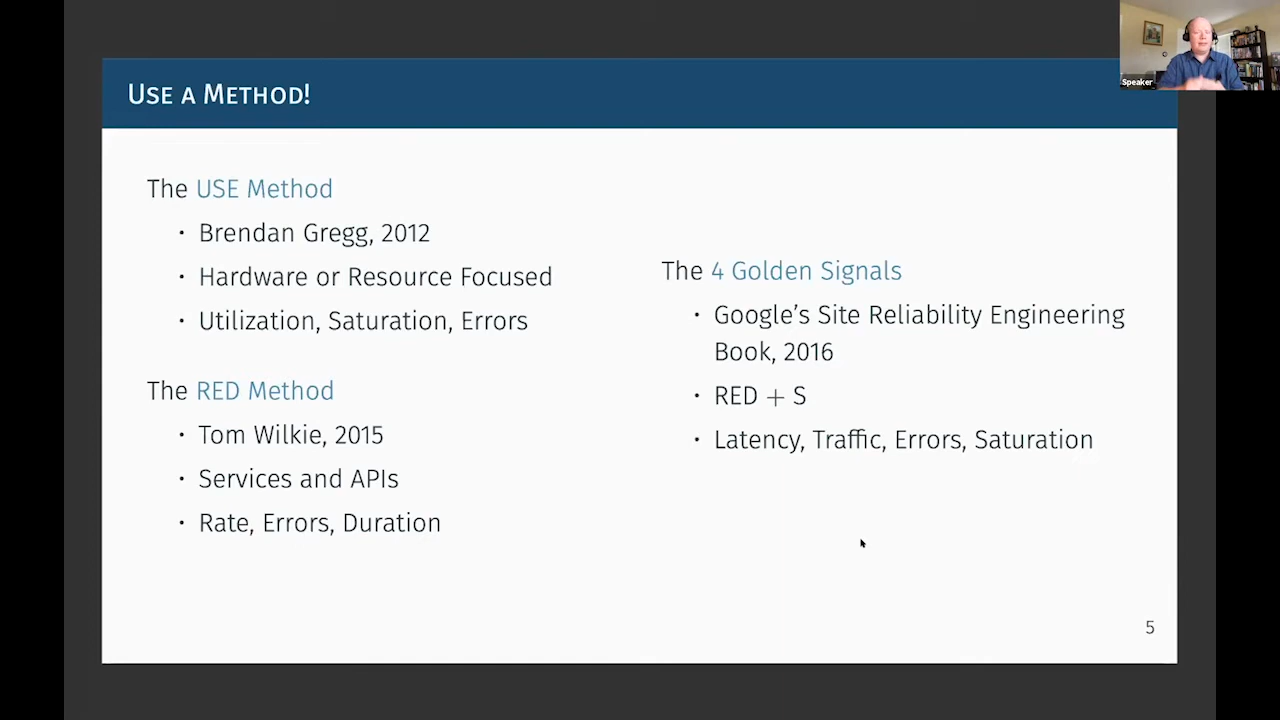 USE A METHOD!
The USE Method
· Brendan Gregg, 2012
· Hardware or Resource Focused
· Utilization, Saturation, Errors
The RED Method
· Tom Wilkie, 2015
· Services and APIs
· Rate, Errors, Duration
The 4 Golden Signals
· Google’s Site Reliability Engineering
Book, 2016
· RED + S
· Latency, Traffic, Errors, Saturation
5
Speaker